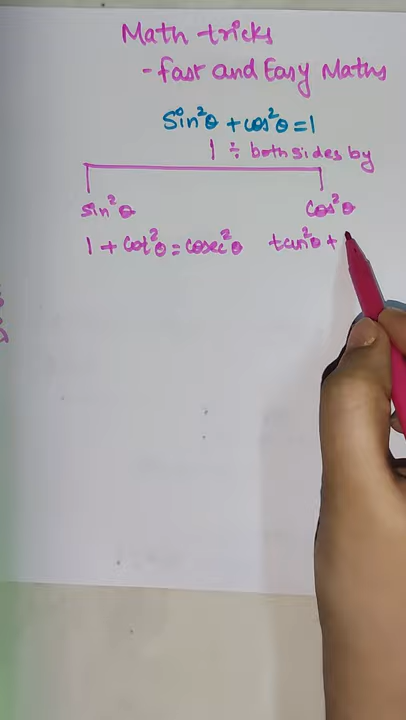 Math tricks
- fast and Easy Maths
Sin²θ + cos²θ = 1
1 ÷ both sides by
sin²θ cos²θ
1 + cot²θ = cosec²θ tan²θ +